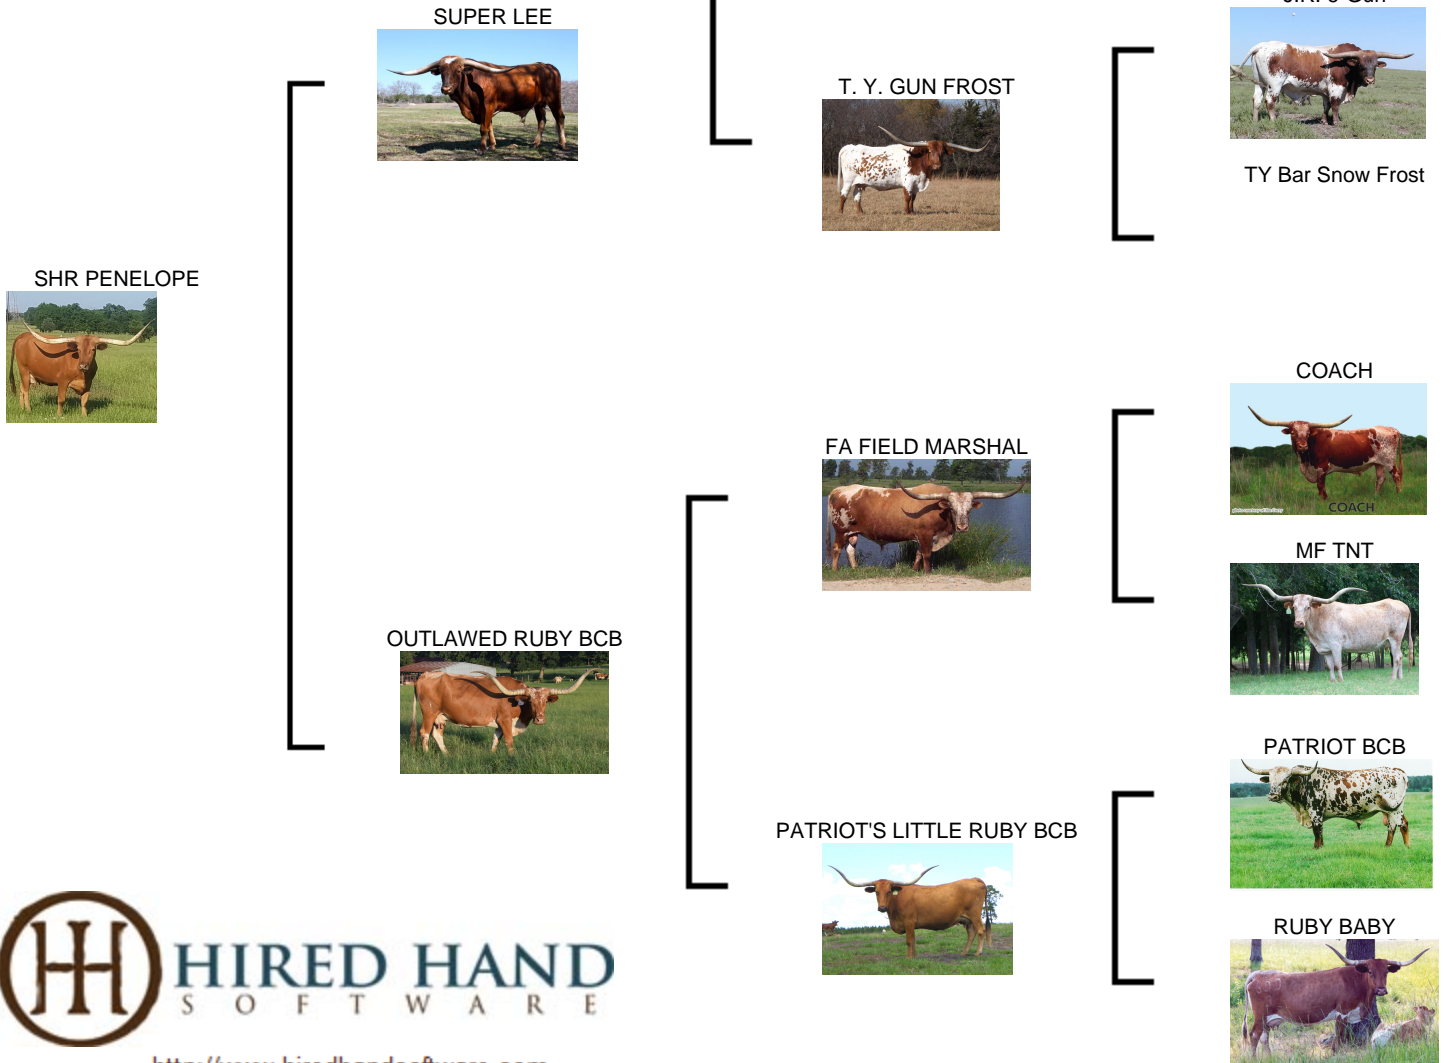 SUPER LEE
T. Y. GUN FROST
TY Bar Snow Frost
SHR PENELOPE
COACH
COACH
FA FIELD MARSHAL
MF TNT
OUTLAWED RUBY BCB
PATRIOT BCB
PATRIOT'S LITTLE RUBY BCB
RUBY BABY
HIRED HAND
SOFTWARE